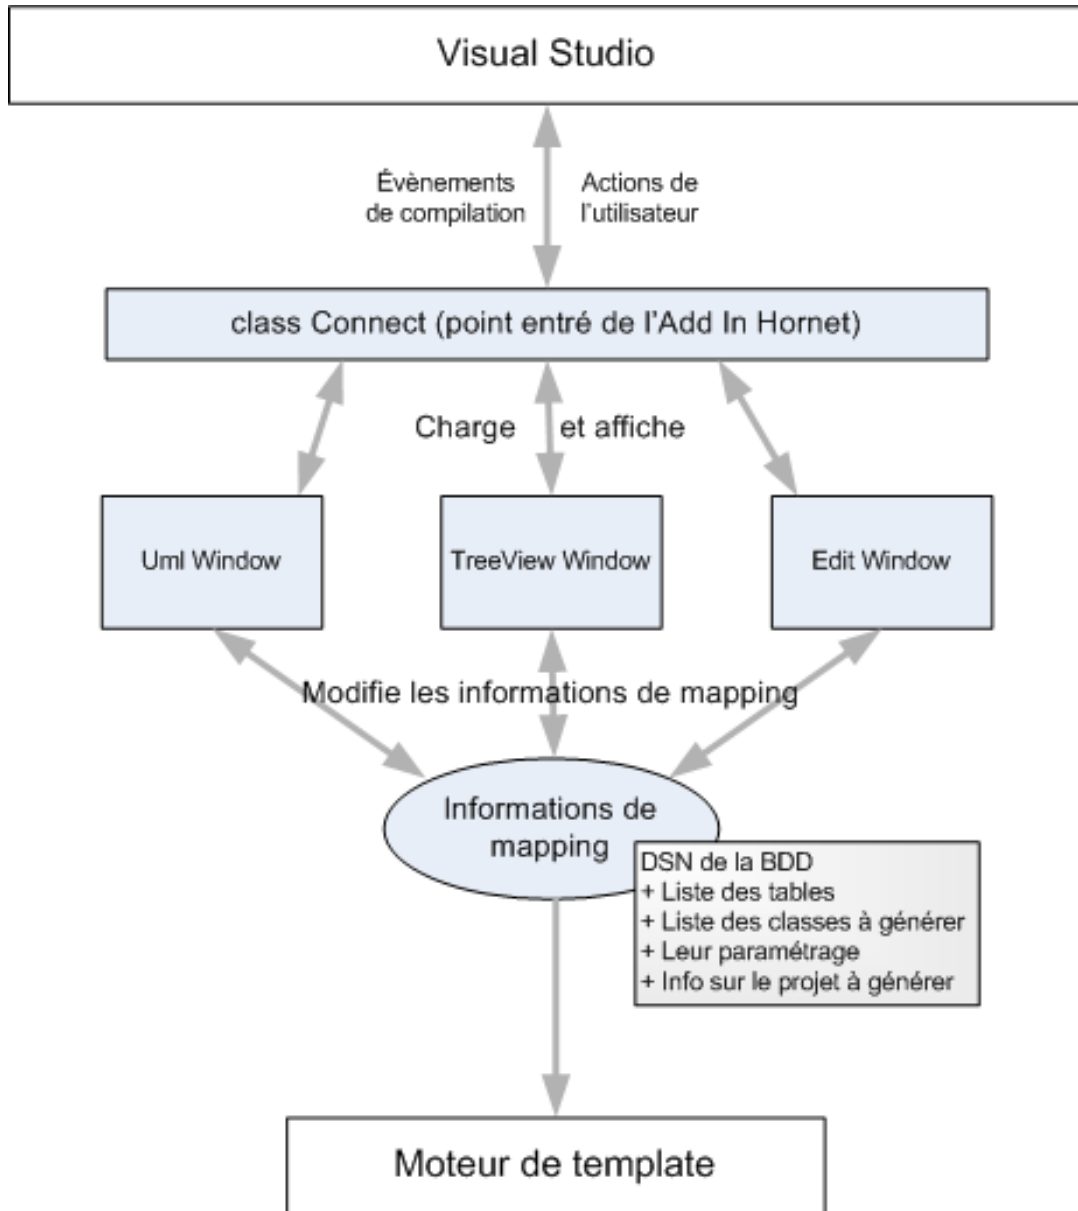 Visual Studio
Évènements
de compilation
Actions de
l'utilisateur
class Connect (point entré de l'Add In Hornet)
Charge et affiche
Uml Window
TreeView Window
Edit Window
Modifie les informations de mapping
Informations de
mapping
DSN de la BDD
+ Liste des tables
+ Liste des classes à générer
+ Leur paramétrage
+ Info sur le projet à générer
Moteur de template